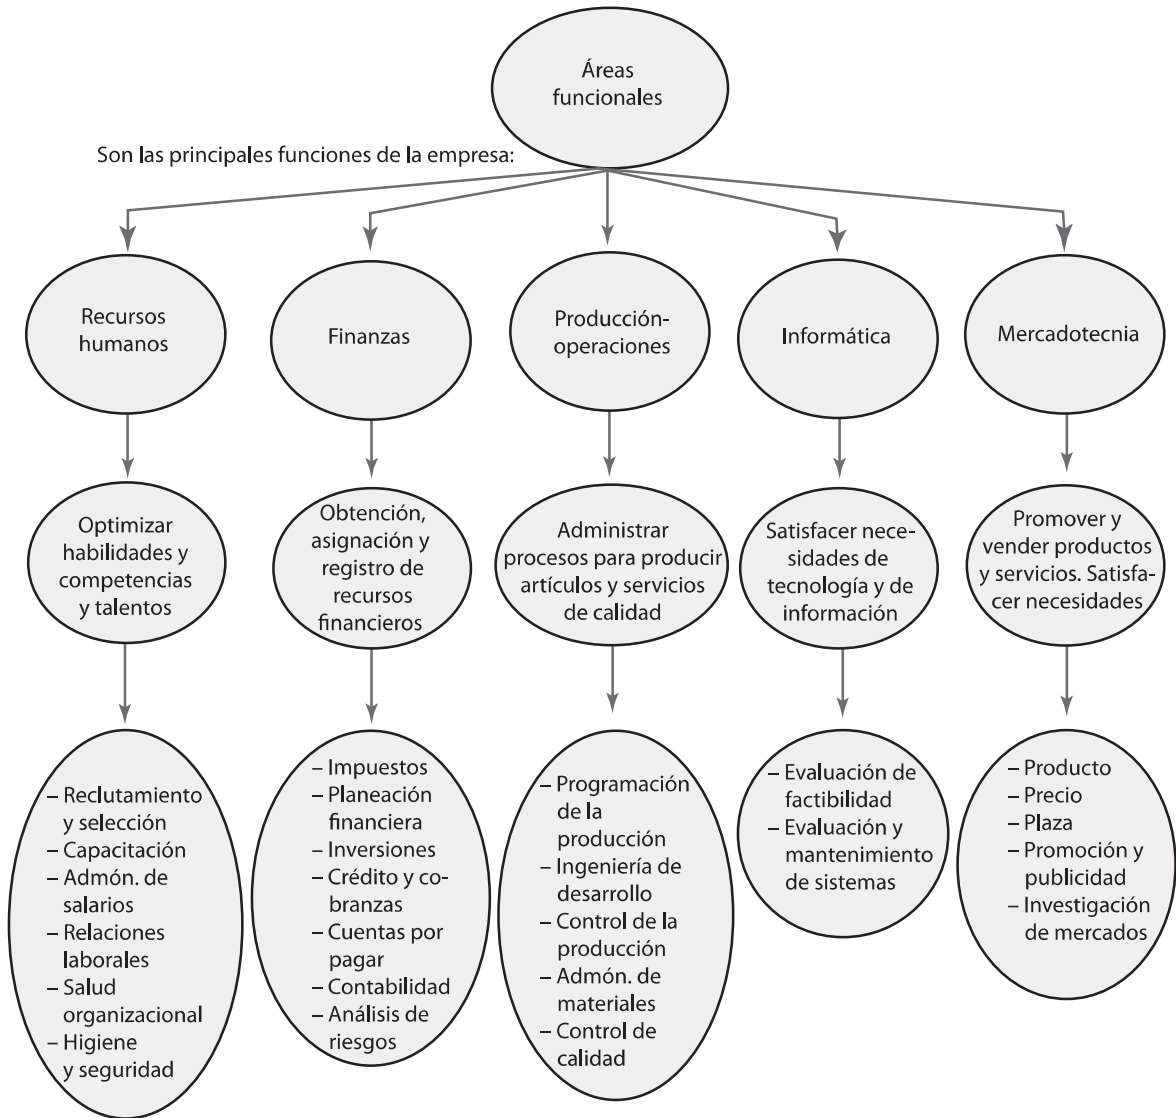 Áreas
funcionales
Son las principales funciones de la empresa:
Recursos
humanos
Finanzas
Producción-
operaciones
Informática
Mercadotecnia
Optimizar
habilidades y
competencias
y talentos
Obtención,
asignación y
registro de
recursos
financieros
Administrar
procesos para producir
artículos y servicios
de calidad
Satisfacer nece-
sidades de
tecnología y de
información
Promover y
vender productos
y servicios. Satisfa-
cer necesidades
– Reclutamiento
y selección
– Capacitación
– Admón. de
salarios
– Relaciones
laborales
– Salud
organizacional
– Higiene
y seguridad
– Impuestos
– Planeación
financiera
– Inversiones
– Crédito y co-
branzas
– Cuentas por
pagar
– Contabilidad
– Análisis de
riesgos
– Programación
de la
producción
– Ingeniería de
desarrollo
– Control de la
producción
– Admón. de
materiales
– Control de
calidad
– Evaluación de
factibilidad
– Evaluación y
mantenimiento
de sistemas
– Producto
– Precio
– Plaza
– Promoción y
publicidad
– Investigación
de mercados